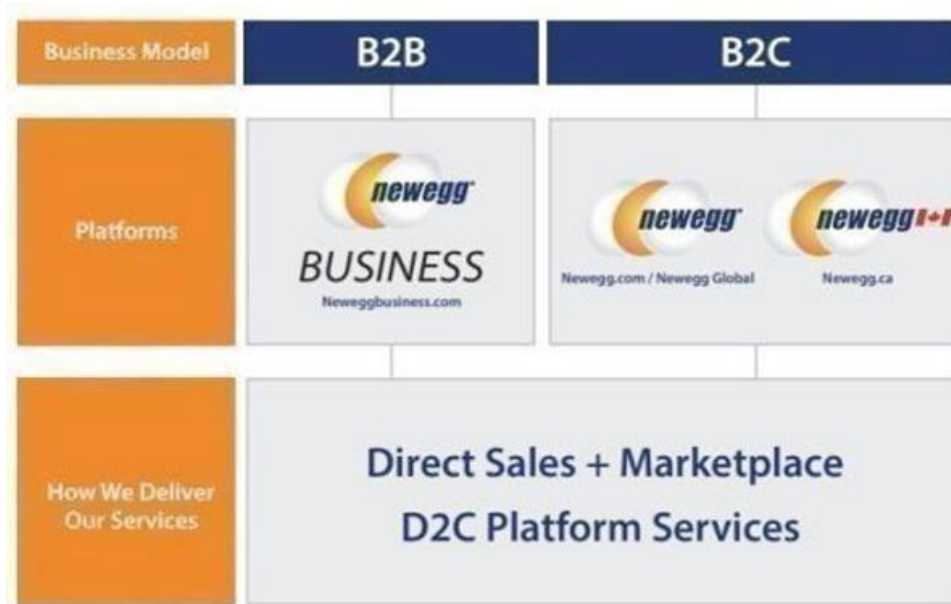 Business Model
B2B
B2C
Platforms
newegg
BUSINESS
Neweggbusiness.com
newegg
Newegg.com / Newegg Global
newegg
Newegg.ca
How We Deliver
Our Services
Direct Sales + Marketplace
D2C Platform Services